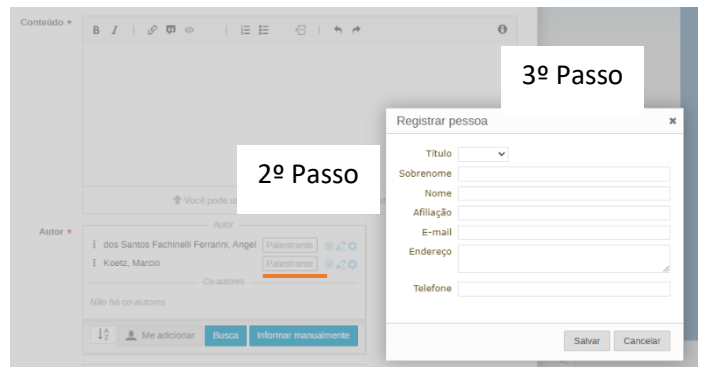 Conteúdo *
B I
3º Passo
Registrar pessoa
Título
Sobrenome
Nome
Afiliação
E-mail
Endereço
Telefone
Salvar Cancelar
2º Passo
Você pode
Autor *
Autor
dos Santos Fachinelli Ferrarini, Angel Palestrante
Koetz, Marcio Palestrante
Co-autores
Não há co-autores
Me adicionar Busca Informar manualmente